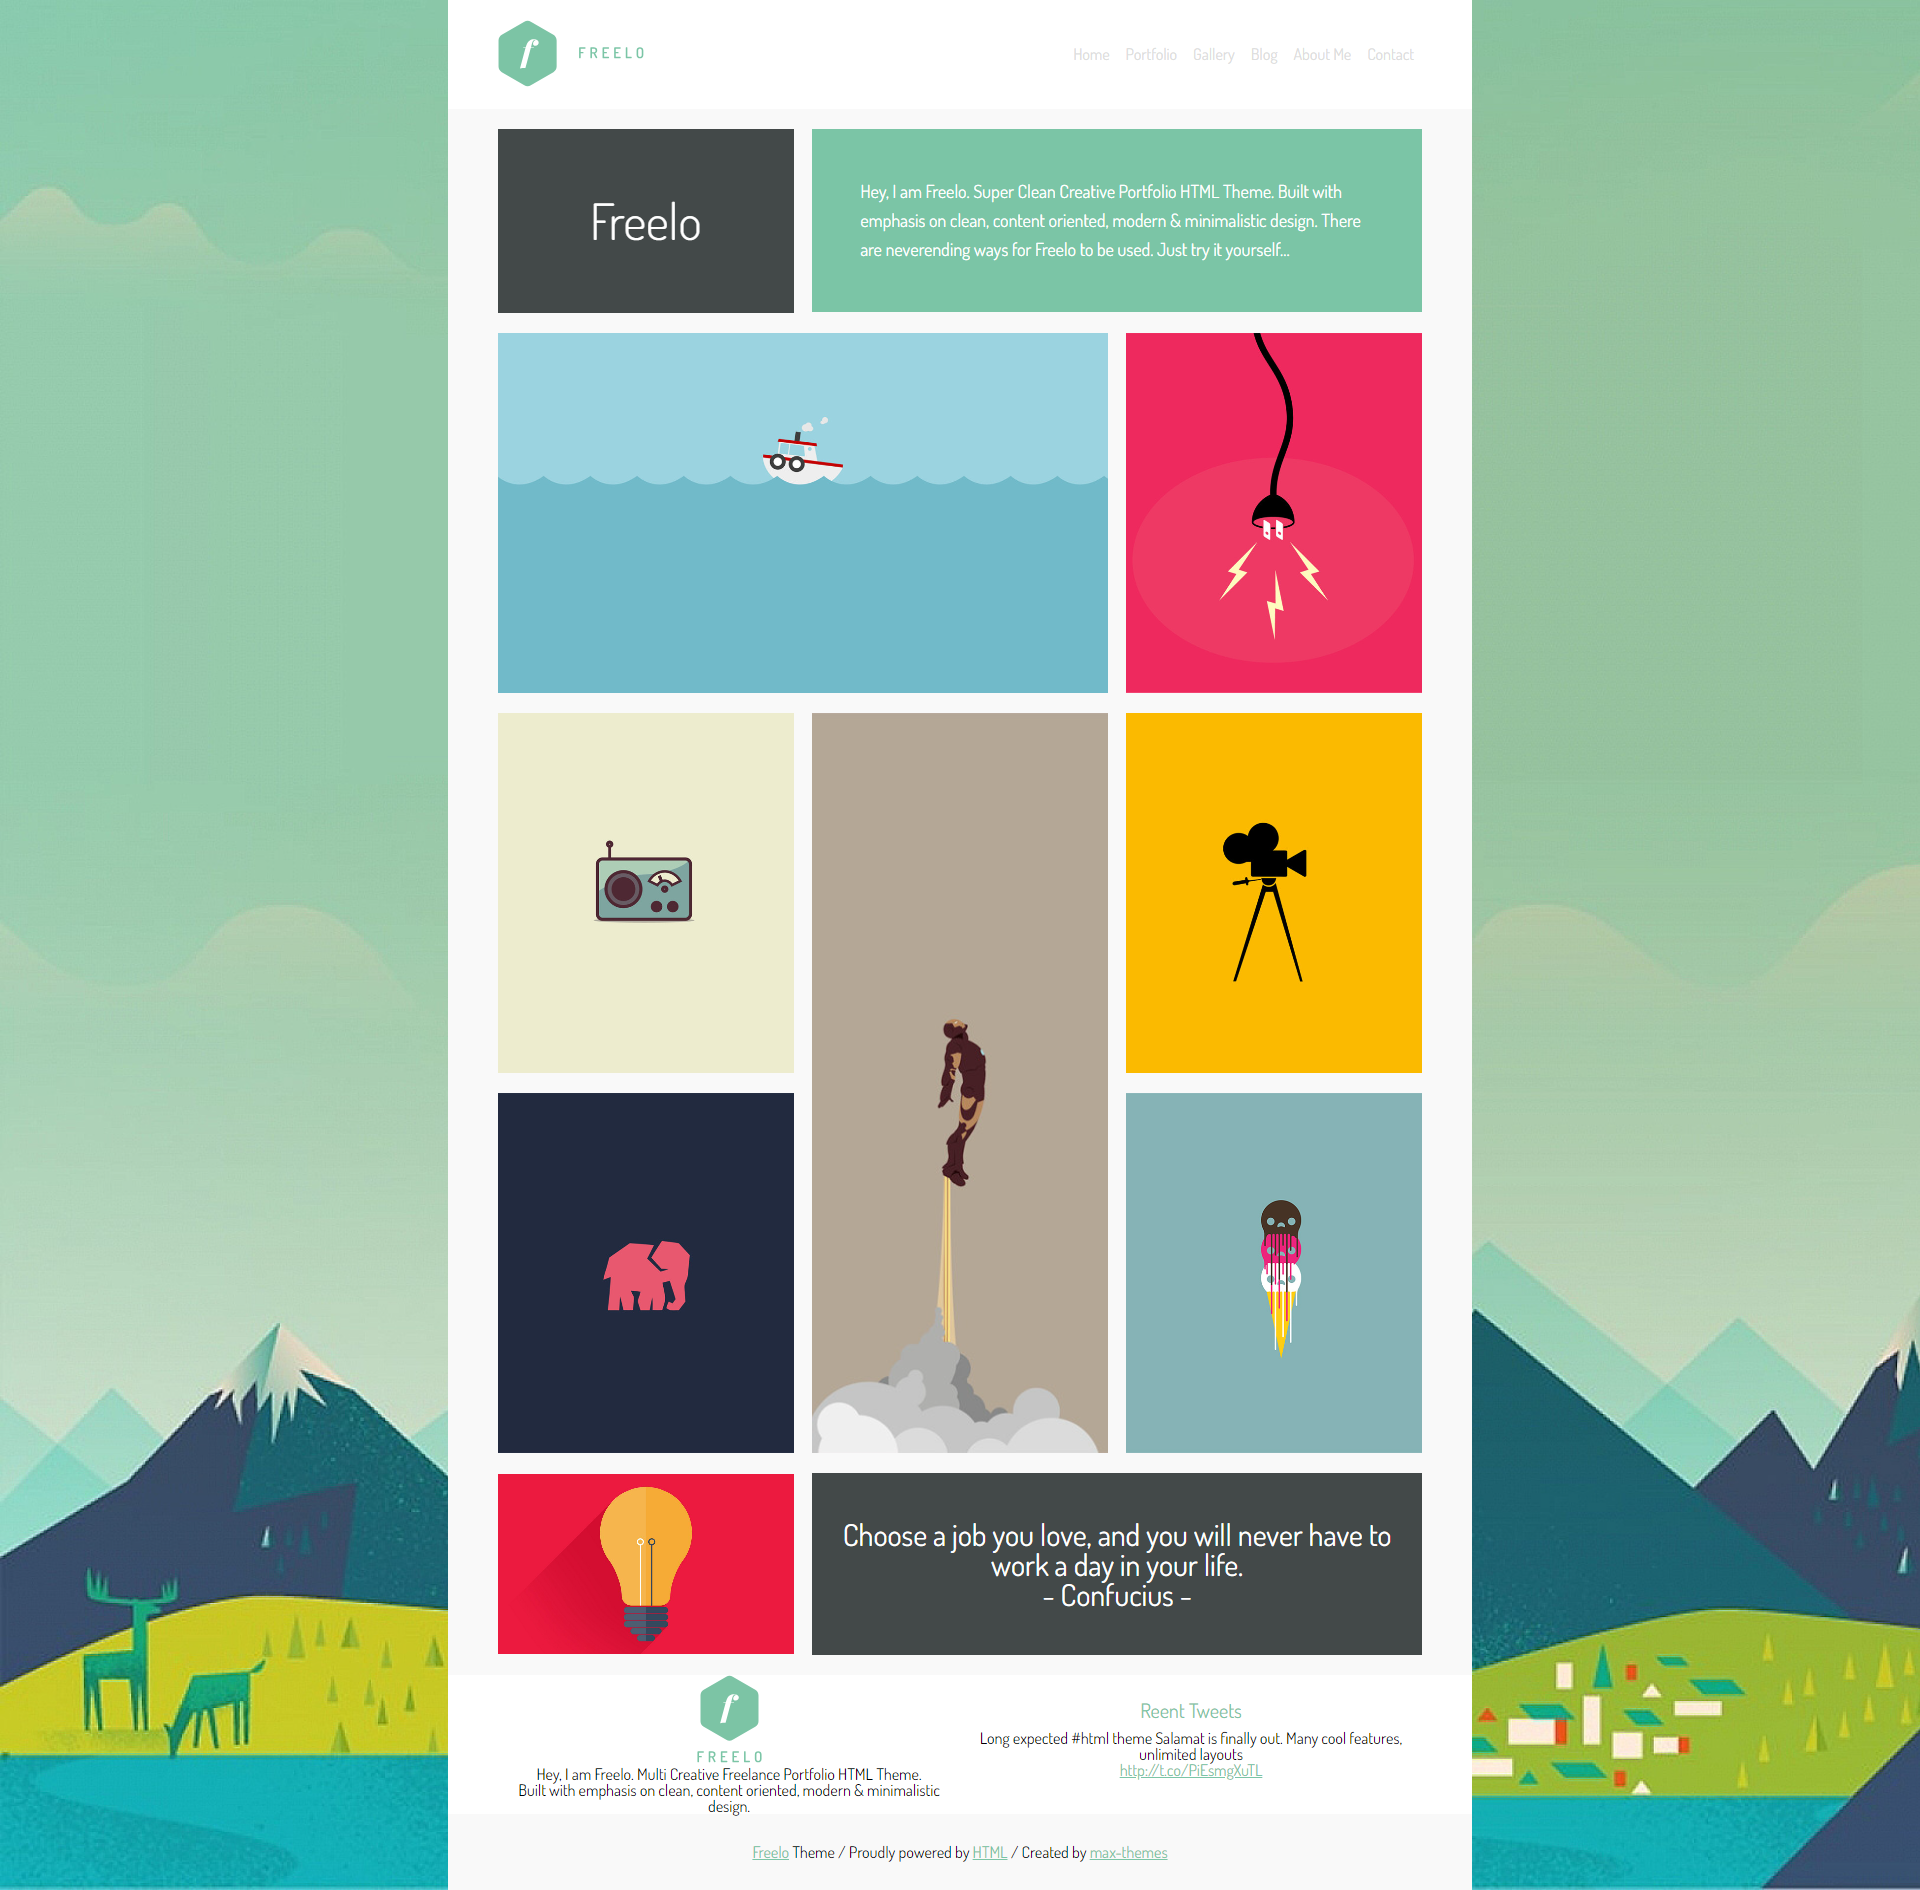 f
FREELO
Home Portfolio Gallery Blog About Me Contact
Freelo
Hey, I am Freelo. Super Clean Creative Portfolio HTML Theme. Built with
emphasis on clean, content oriented, modern & minimalistic design. There
are neverending ways for Freelo to be used. Just try it yourself...
Choose a job you love, and you will never have to
work a day in your life.
- Confucius -
f
FREELO
Hey, I am Freelo. Multi Creative Freelance Portfolio HTML Theme.
Built with emphasis on clean, content oriented, modern & minimalistic
design.
Reent Tweets
Long expected #html theme Salamat is finally out. Many cool features,
unlimited layouts
http://t.co/PiEsmgXuTL
Freelo Theme / Proudly powered by HTML / Created by max-themes